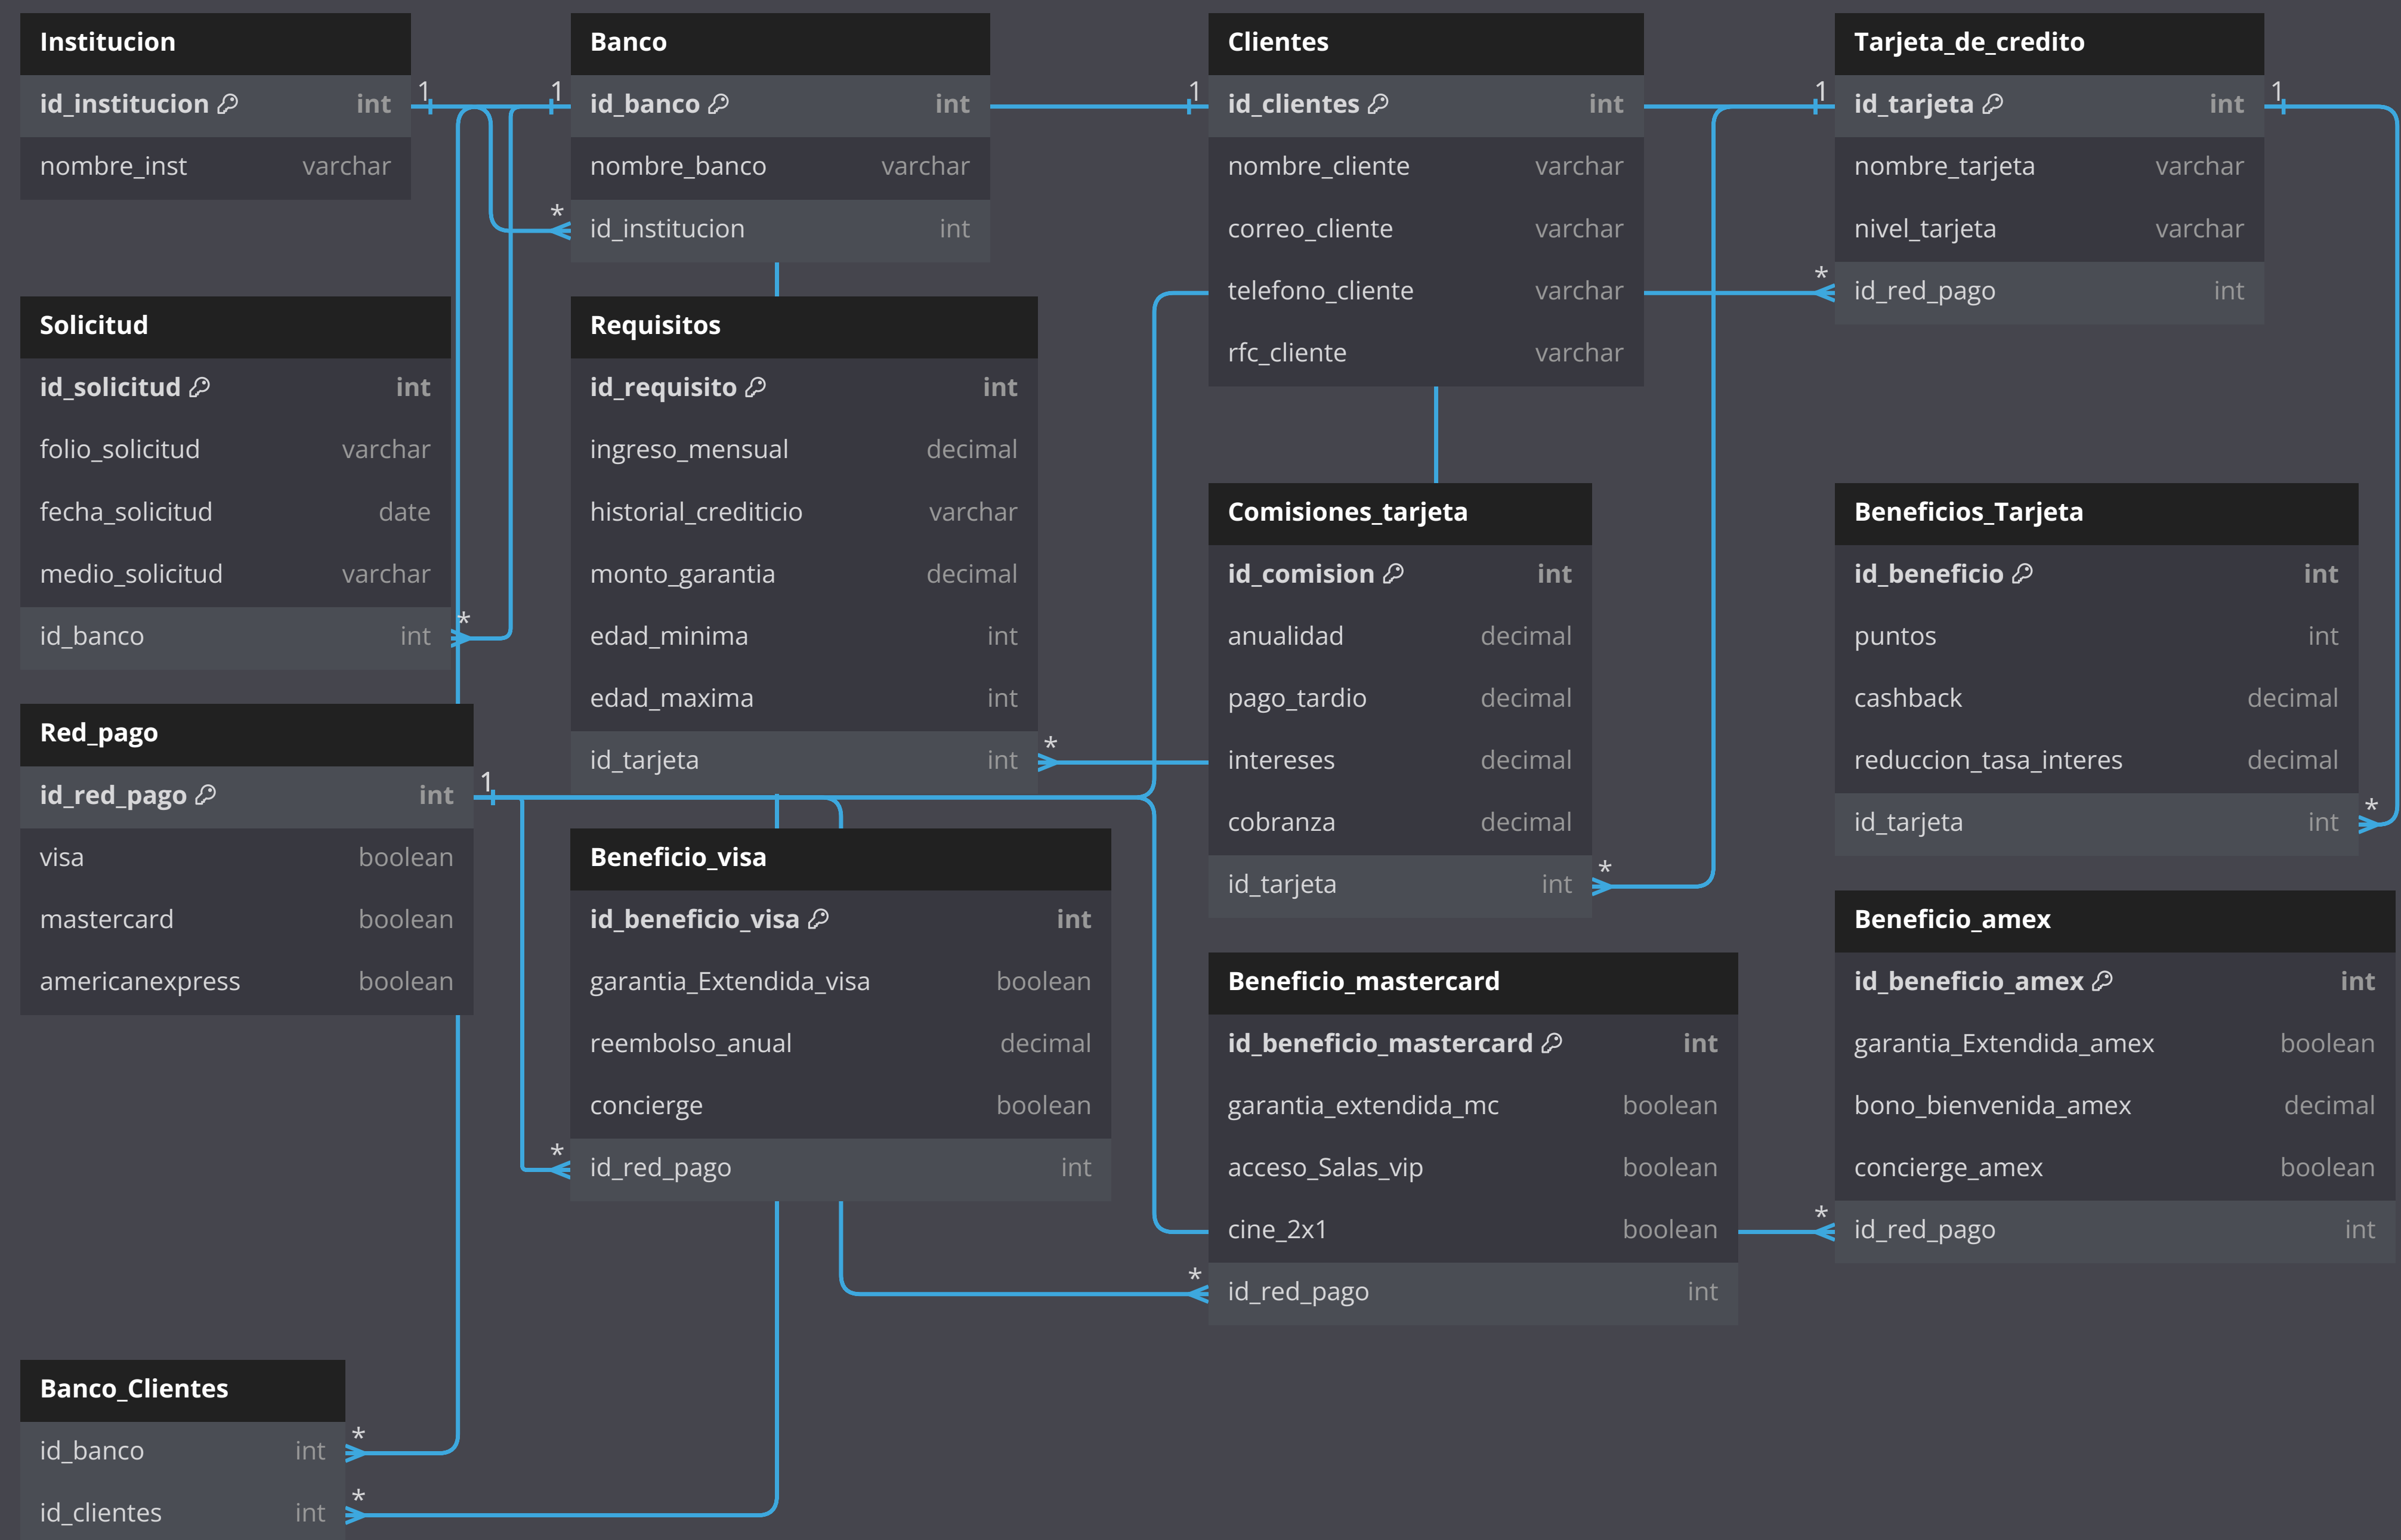 Institucion
id_institucion int
nombre_inst varchar
1
Banco
1
id_banco int
nombre_banco varchar
*
id_institucion int
Clientes
1
id_clientes int
nombre_cliente varchar
correo_cliente varchar
telefono_cliente varchar
rfc_cliente varchar
Tarjeta_de_credito
1
id_tarjeta int
1
nombre_tarjeta varchar
nivel_tarjeta varchar
*
id_red_pago int
Solicitud
id_solicitud int
folio_solicitud varchar
fecha_solicitud date
medio_solicitud varchar
id_banco int
*
Requisitos
id_requisito int
ingreso_mensual decimal
historial_crediticio varchar
monto_garantia decimal
edad_minima int
edad_maxima int
id_tarjeta int
*
Comisiones_tarjeta
id_comision int
anualidad decimal
pago_tardio decimal
intereses decimal
cobranza decimal
id_tarjeta int
*
Beneficios_Tarjeta
id_beneficio int
puntos int
cashback decimal
reduccion_tasa_interes decimal
id_tarjeta int
*
Red_pago
id_red_pago int
1
visa boolean
mastercard boolean
americanexpress boolean
Beneficio_visa
id_beneficio_visa int
garantia_Extendida_visa boolean
reembolso_anual decimal
concierge boolean
*
id_red_pago int
Beneficio_mastercard
id_beneficio_mastercard int
garantia_extendida_mc boolean
acceso_Salas_vip boolean
cine_2x1 boolean
*
id_red_pago int
Beneficio_amex
id_beneficio_amex int
garantia_Extendida_amex boolean
bono_bienvenida_amex decimal
concierge_amex boolean
*
id_red_pago int
Banco_Clientes
id_banco int
*
id_clientes int
*